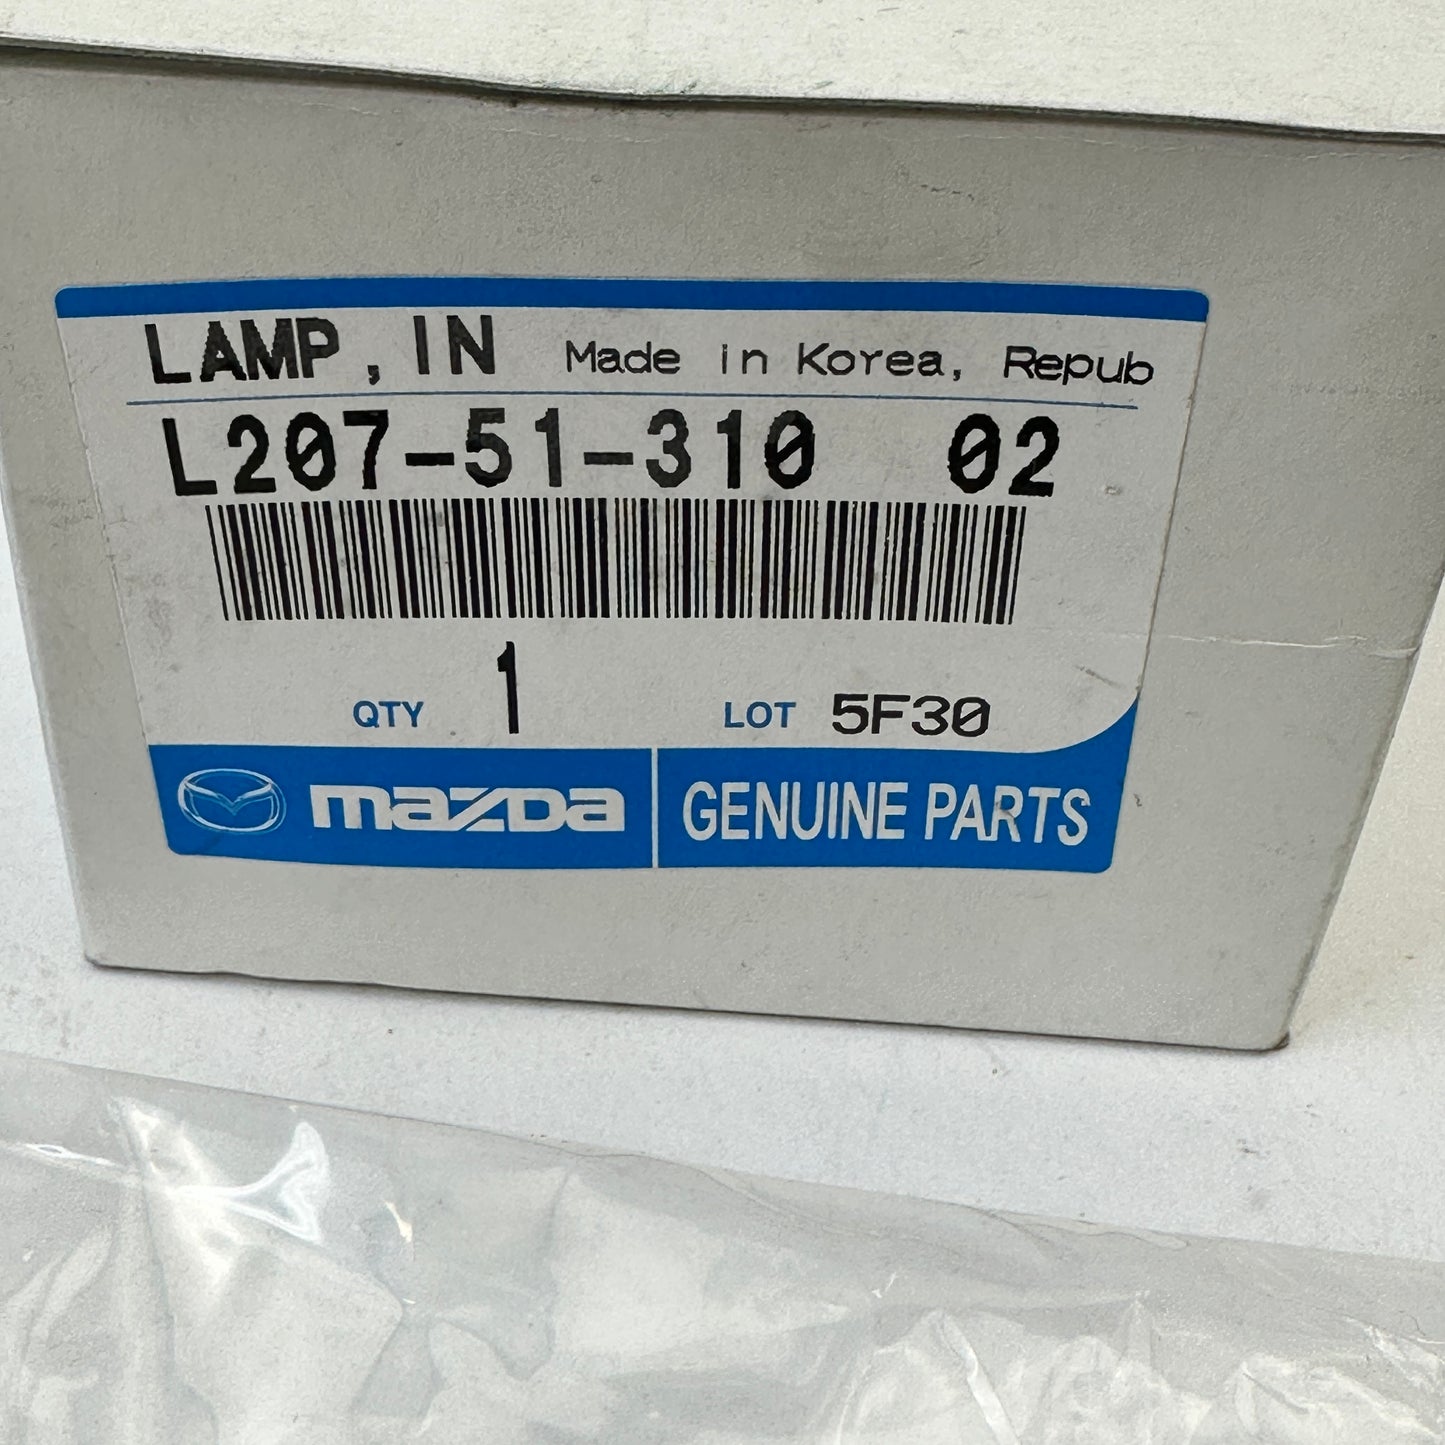 LAMP, IN Made in Korea, Repub
L207-51-310 02
QTY 1 LOT 5F30
mazda GENUINE PARTS